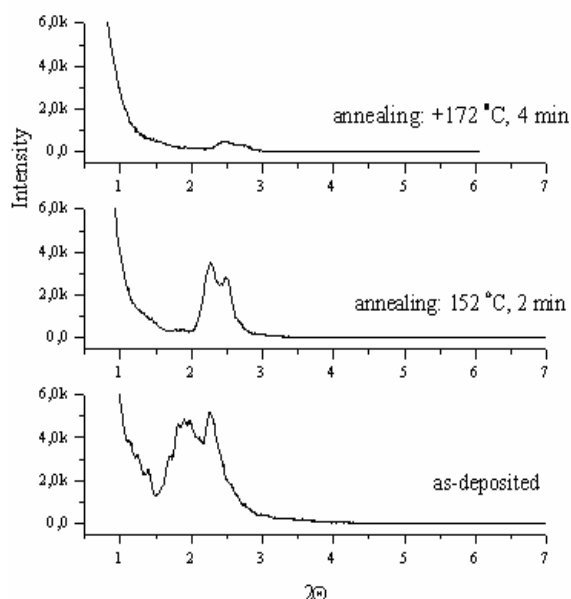 Intensity
6,0k
4,0k
2,0k
0,0
annealing: +172 °C, 4 min
1 2 3 4 5 6 7
6,0k
4,0k
2,0k
0,0
annealing: 152 °C, 2 min
1 2 3 4 5 6 7
6,0k
4,0k
2,0k
0,0
as-deposited
1 2 3 4 5 6 7
2Θ